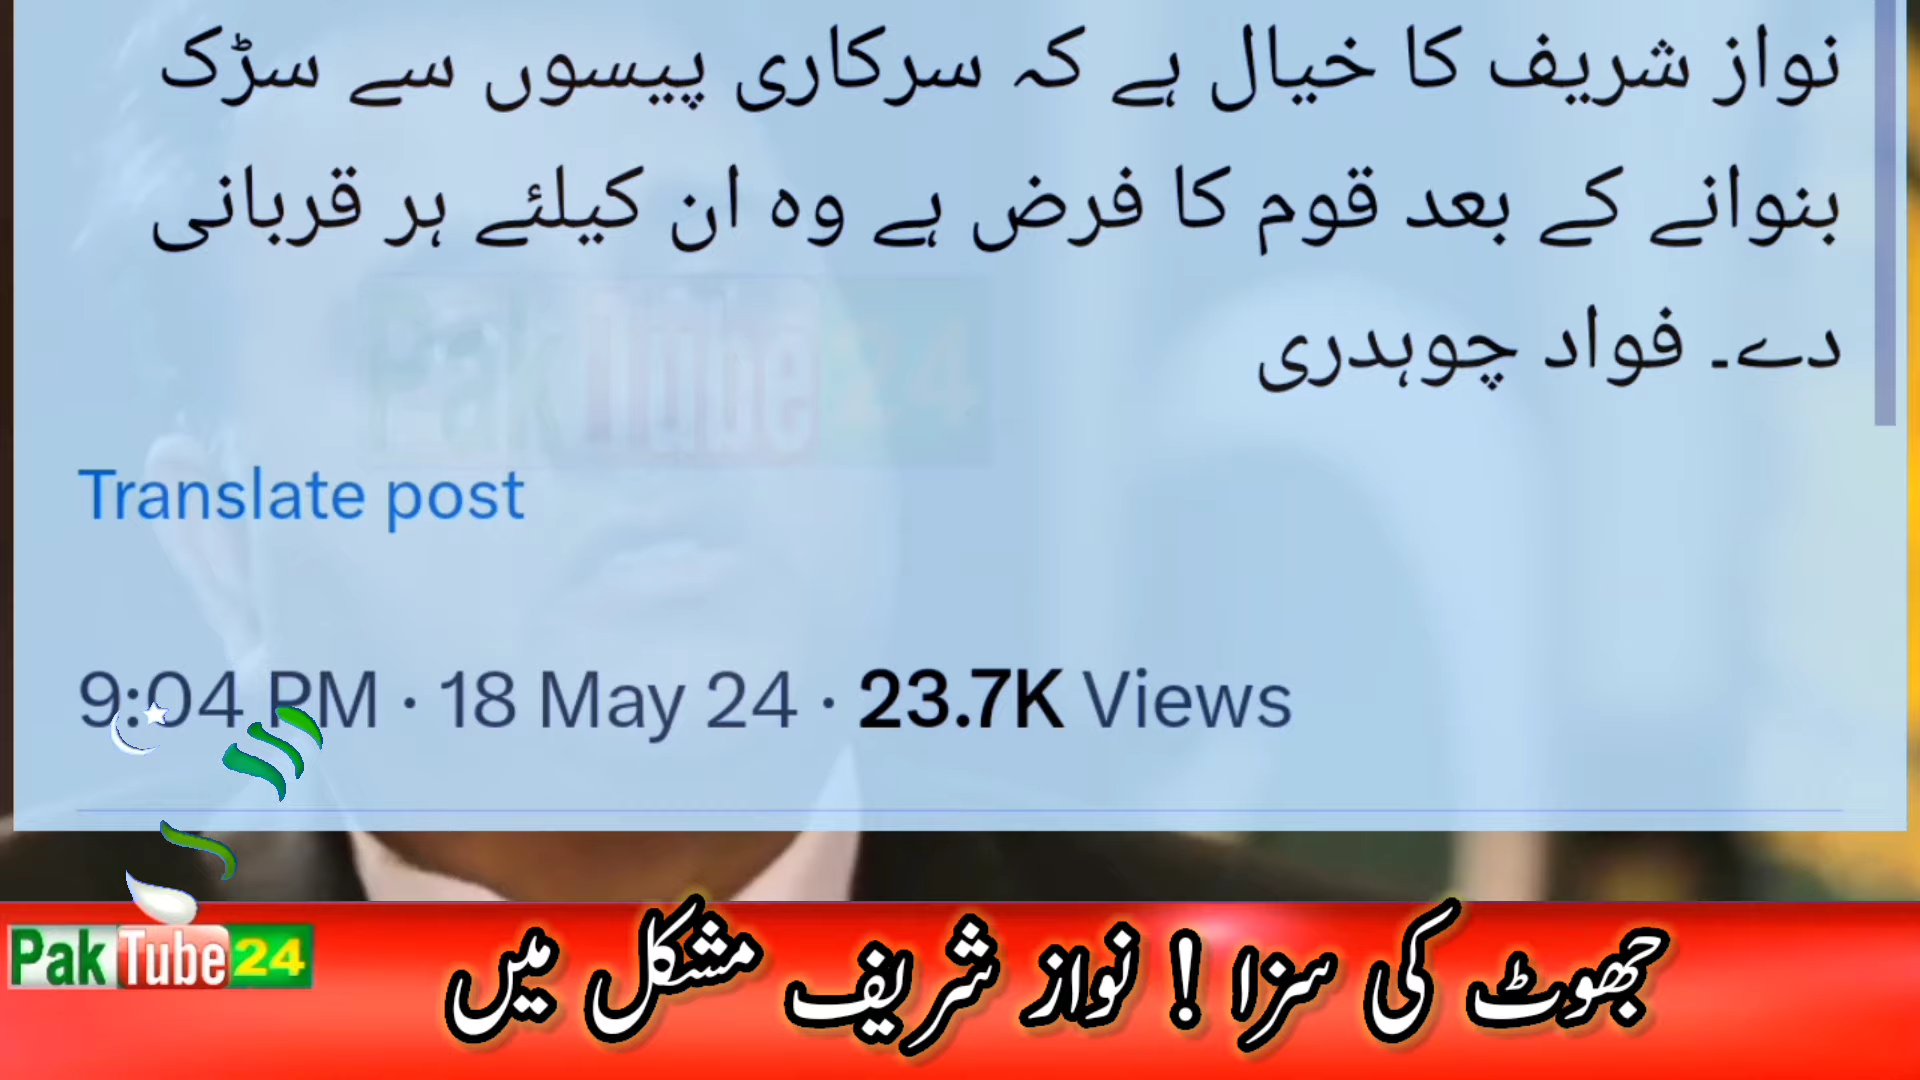 نواز شریف کا خیال ہے کہ سرکاری پیسوں سے سڑک
بنوانے کے بعد قوم کا فرض ہے وہ ان کیلئے ہر قربانی
دے۔ فواد چوہدری
PakTube24
Translate post
9:04 PM · 18 May 24 · 23.7K Views
PakTube24
جھوٹ کی سزا ! نواز شریف مشکل میں